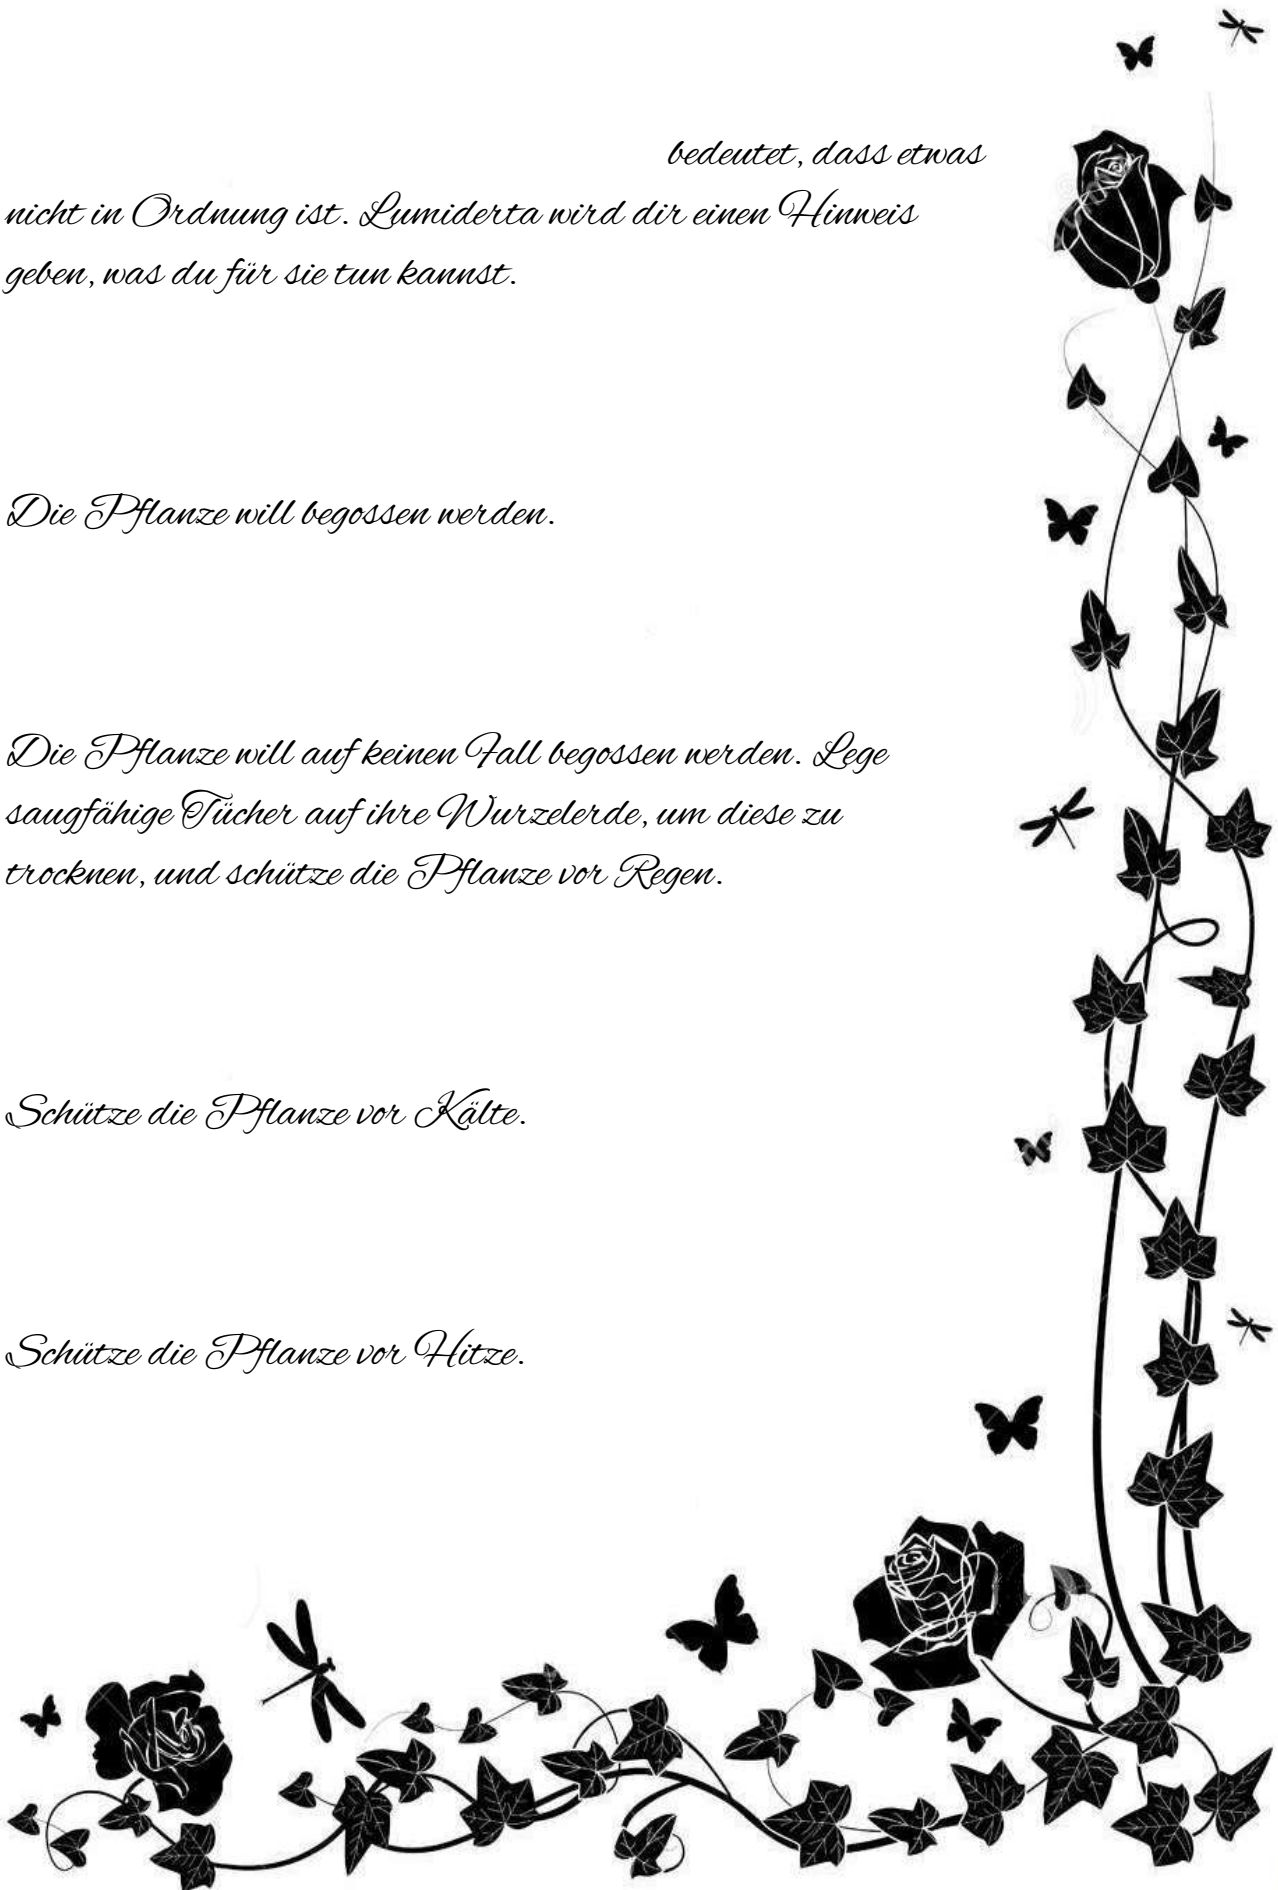 bedeutet, dass etwas
nicht in Ordnung ist. Lumiderta wird dir einen Hinweis
geben, was du für sie tun kannst.
Die Pflanze will begossen werden.
Die Pflanze will auf keinen Fall begossen werden. Lege
saugfähige Tücher auf ihre Wurzelerde, um diese zu
trocknen, und schütze die Pflanze vor Regen.
Schütze die Pflanze vor Kälte.
Schütze die Pflanze vor Hitze.